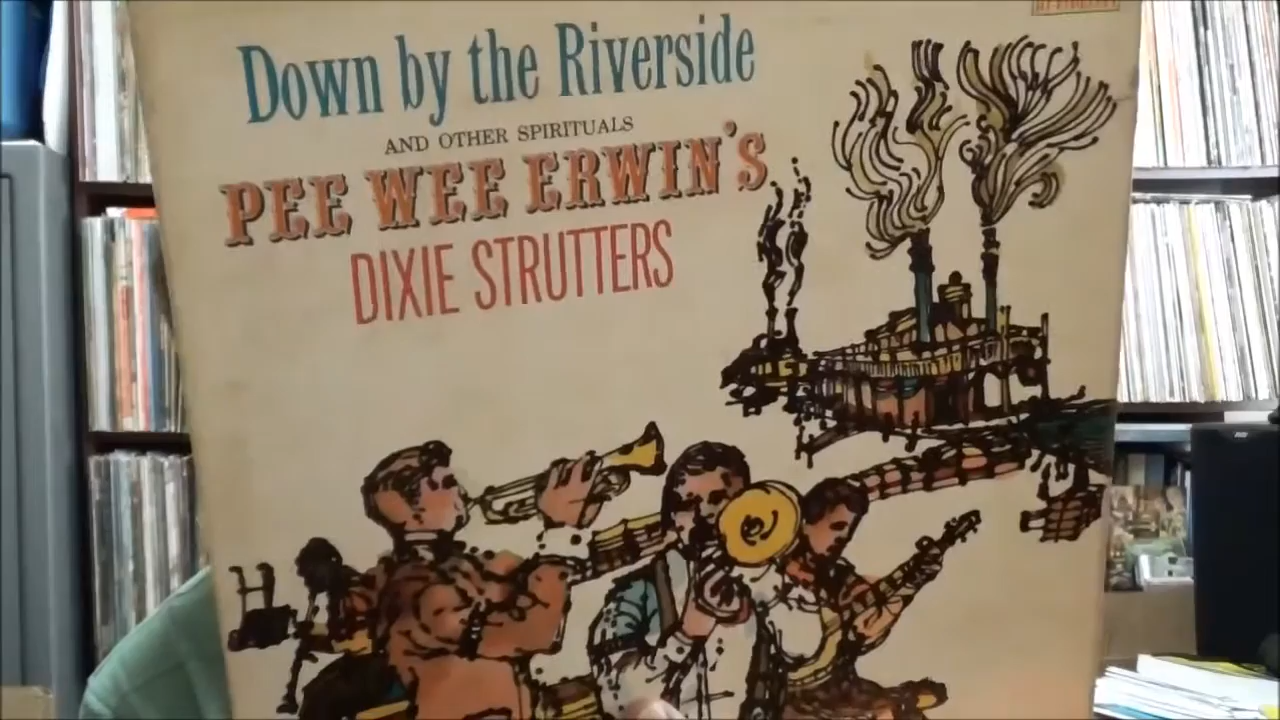 Down by the Riverside
AND OTHER SPIRITUALS
PEE WEE ERWIN'S
DIXIE STRUTTERS